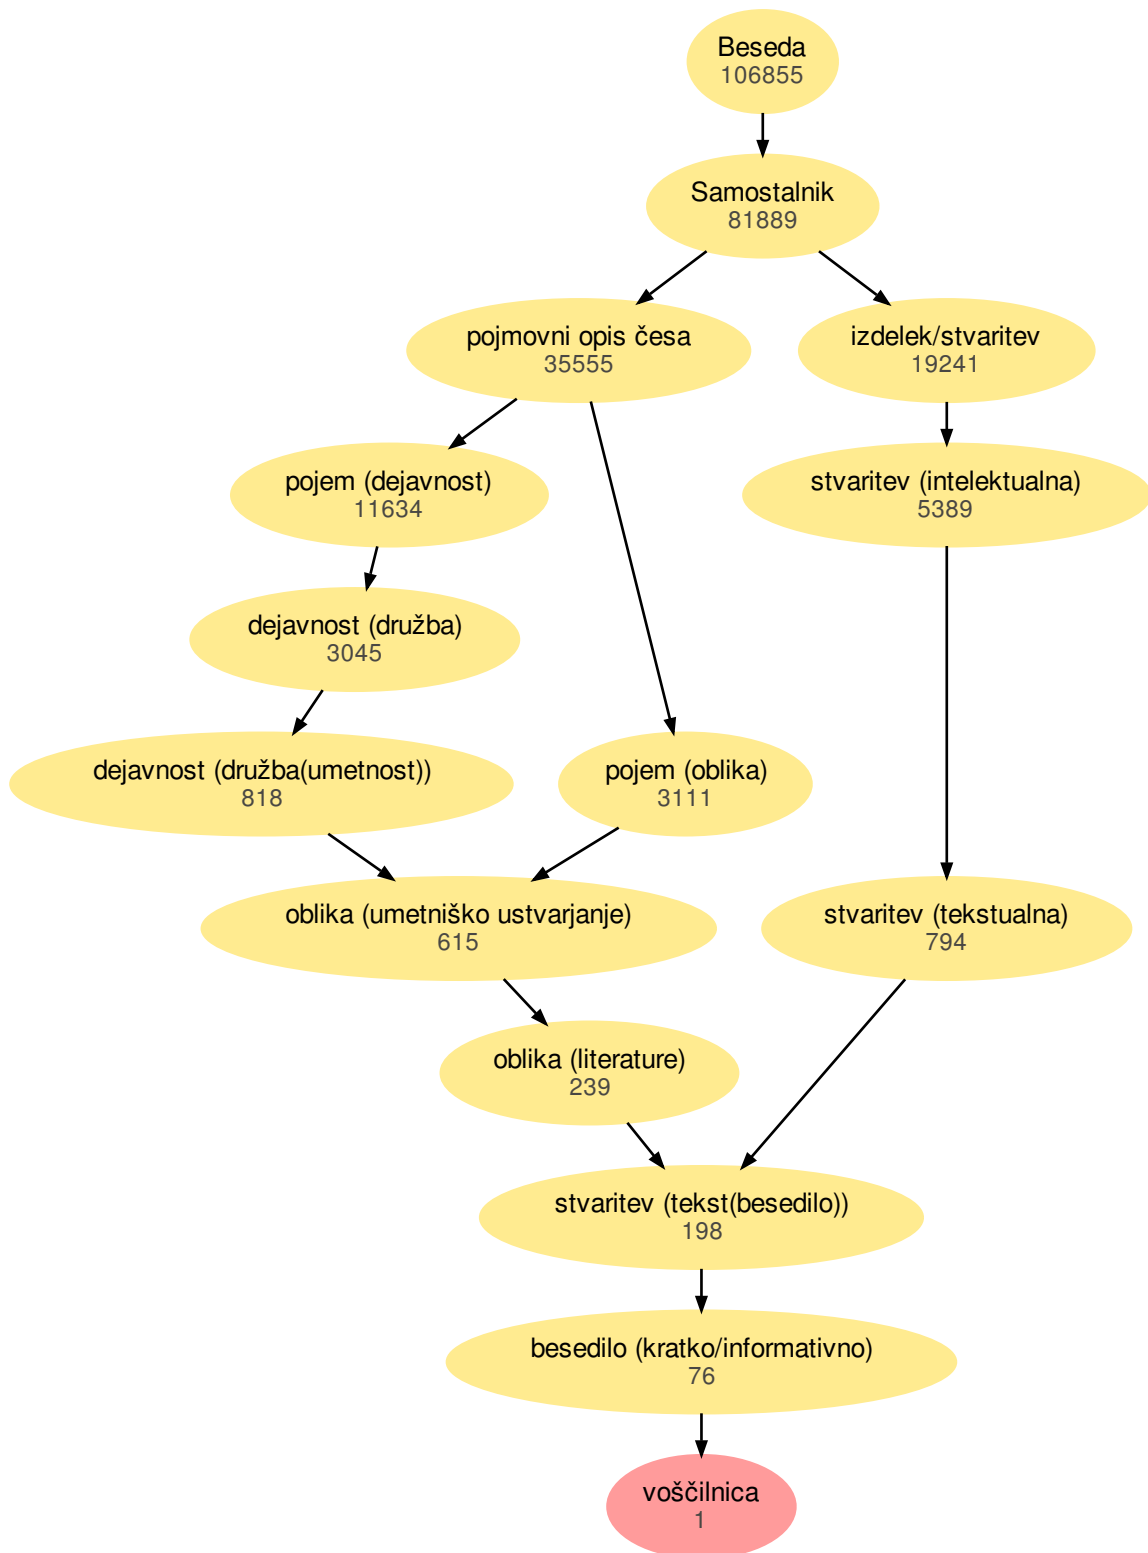 Beseda
106855
Samostalnik
81889
pojmovni opis česa
35555
izdelek/stvaritev
19241
pojem (dejavnost)
11634
stvaritev (intelektualna)
5389
dejavnost (družba)
3045
dejavnost (družba(umetnost))
818
pojem (oblika)
3111
oblika (umetniško ustvarjanje)
615
stvaritev (tekstualna)
794
oblika (literature)
239
stvaritev (tekst(besedilo))
198
besedilo (kratko/informativno)
76
voščilnica
1